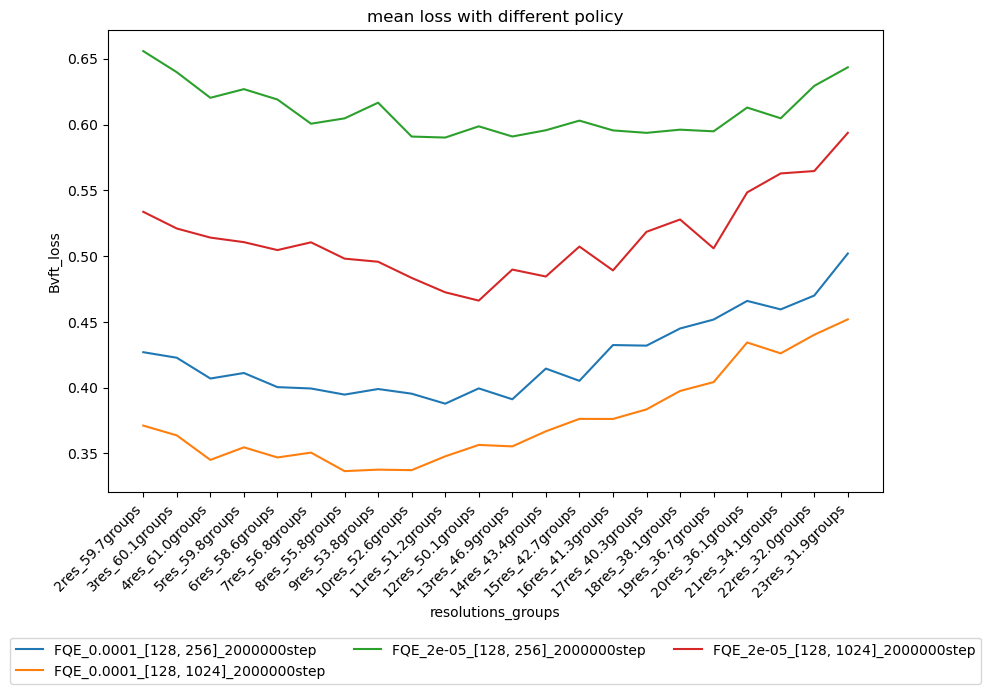 mean loss with different policy
Bvft_loss
0.65
0.60
0.55
0.50
0.45
0.40
0.35
2res_59.7groups
3res_60.1groups
4res_61.0groups
5res_59.8groups
6res_58.6groups
7res_56.8groups
8res_55.8groups
9res_53.8groups
10res_52.6groups
11res_51.2groups
12res_50.1groups
13res_46.9groups
14res_43.4groups
15res_42.7groups
16res_41.3groups
17res_40.3groups
18res_38.1groups
19res_36.7groups
20res_36.1groups
21res_34.1groups
22res_32.0groups
23res_31.9groups
resolutions_groups
FQE_0.0001_[128, 256]_2000000step
FQE_0.0001_[128, 1024]_2000000step
FQE_2e-05_[128, 256]_2000000step
FQE_2e-05_[128, 1024]_2000000step